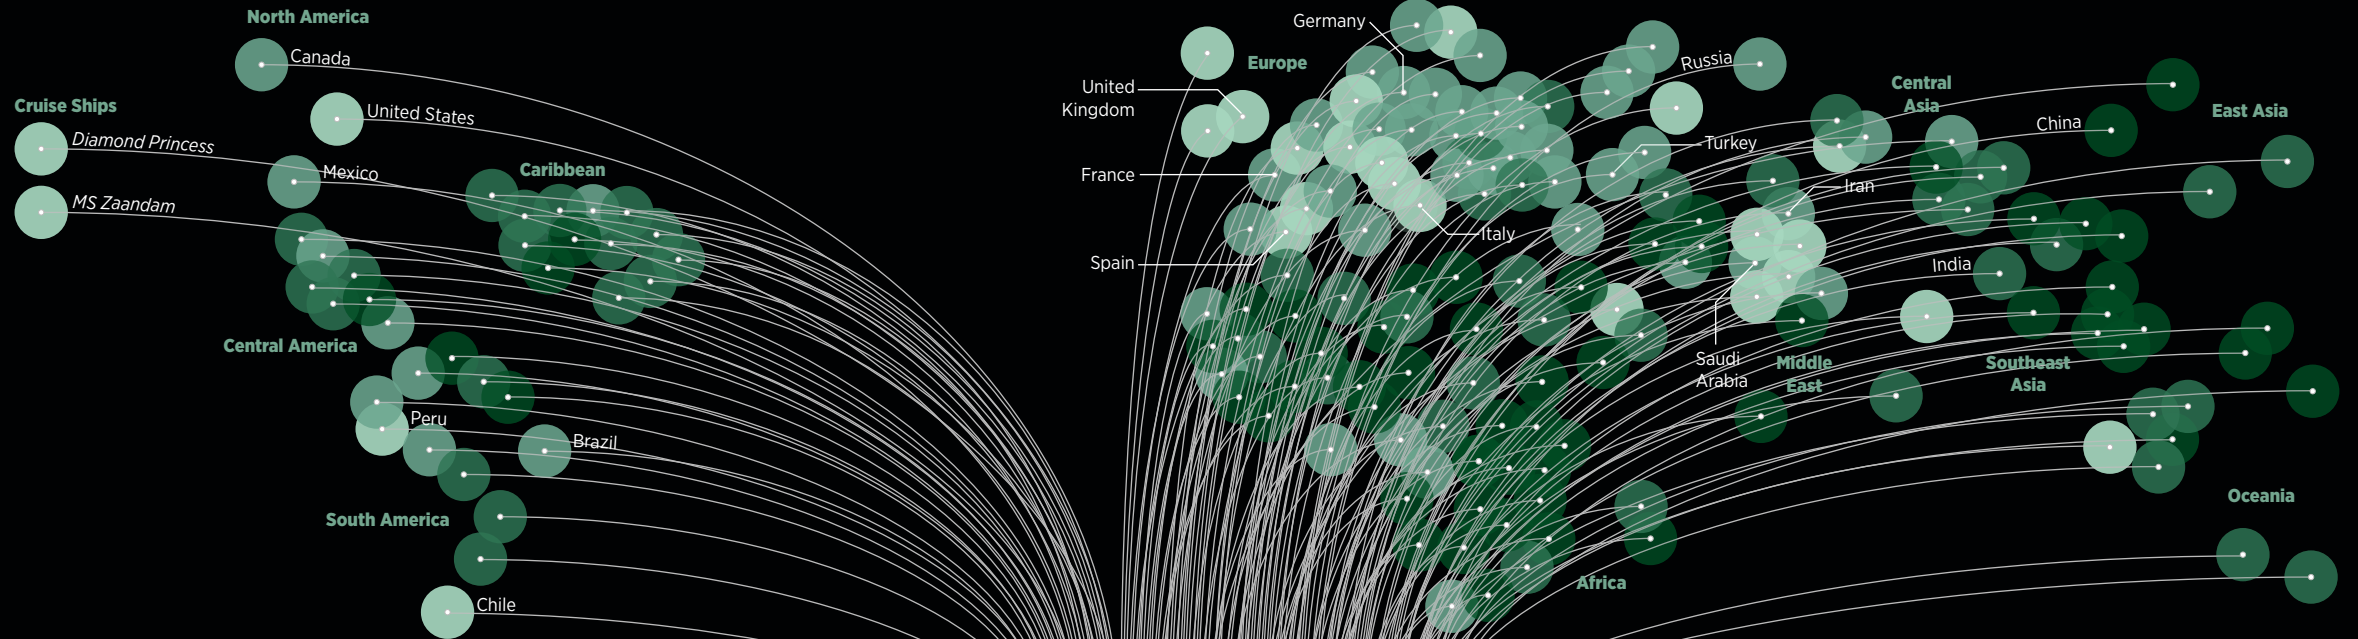 North America
Canada
Cruise Ships
United States
Diamond Princess
Mexico
MS Zaandam
Caribbean
Central America
Peru
Brazil
South America
Chile
Germany
Europe
United
Kingdom
France
Spain
Italy
Russia
Turkey
Central
Asia
China
East Asia
Iran
India
Saudi
Arabia
Middle
East
Southeast
Asia
Oceania
Africa